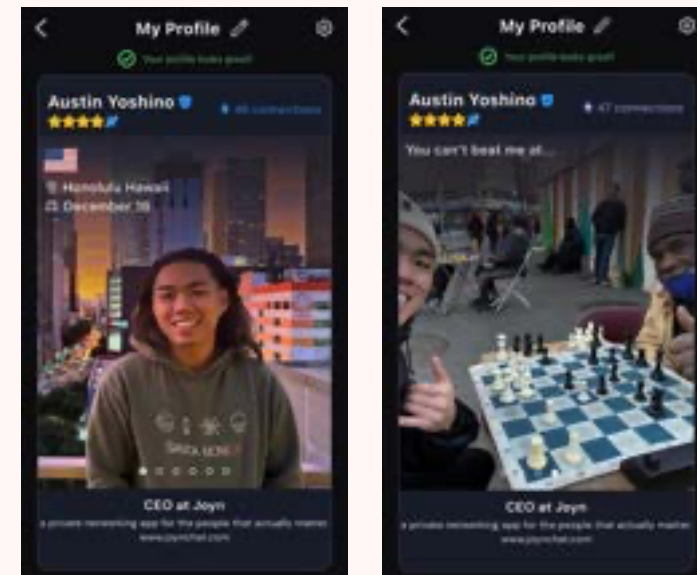 My Profile
Your profile looks great!
Austin Yoshino
46 connections
Honolulu Hawaii
December 16
CEO at Joyn
a private networking app for the people that actually matter
www.joynchat.com
My Profile
Your profile looks great!
Austin Yoshino
47 connections
You can't beat me at...
CEO at Joyn
a private networking app for the people that actually matter
www.joynchat.com